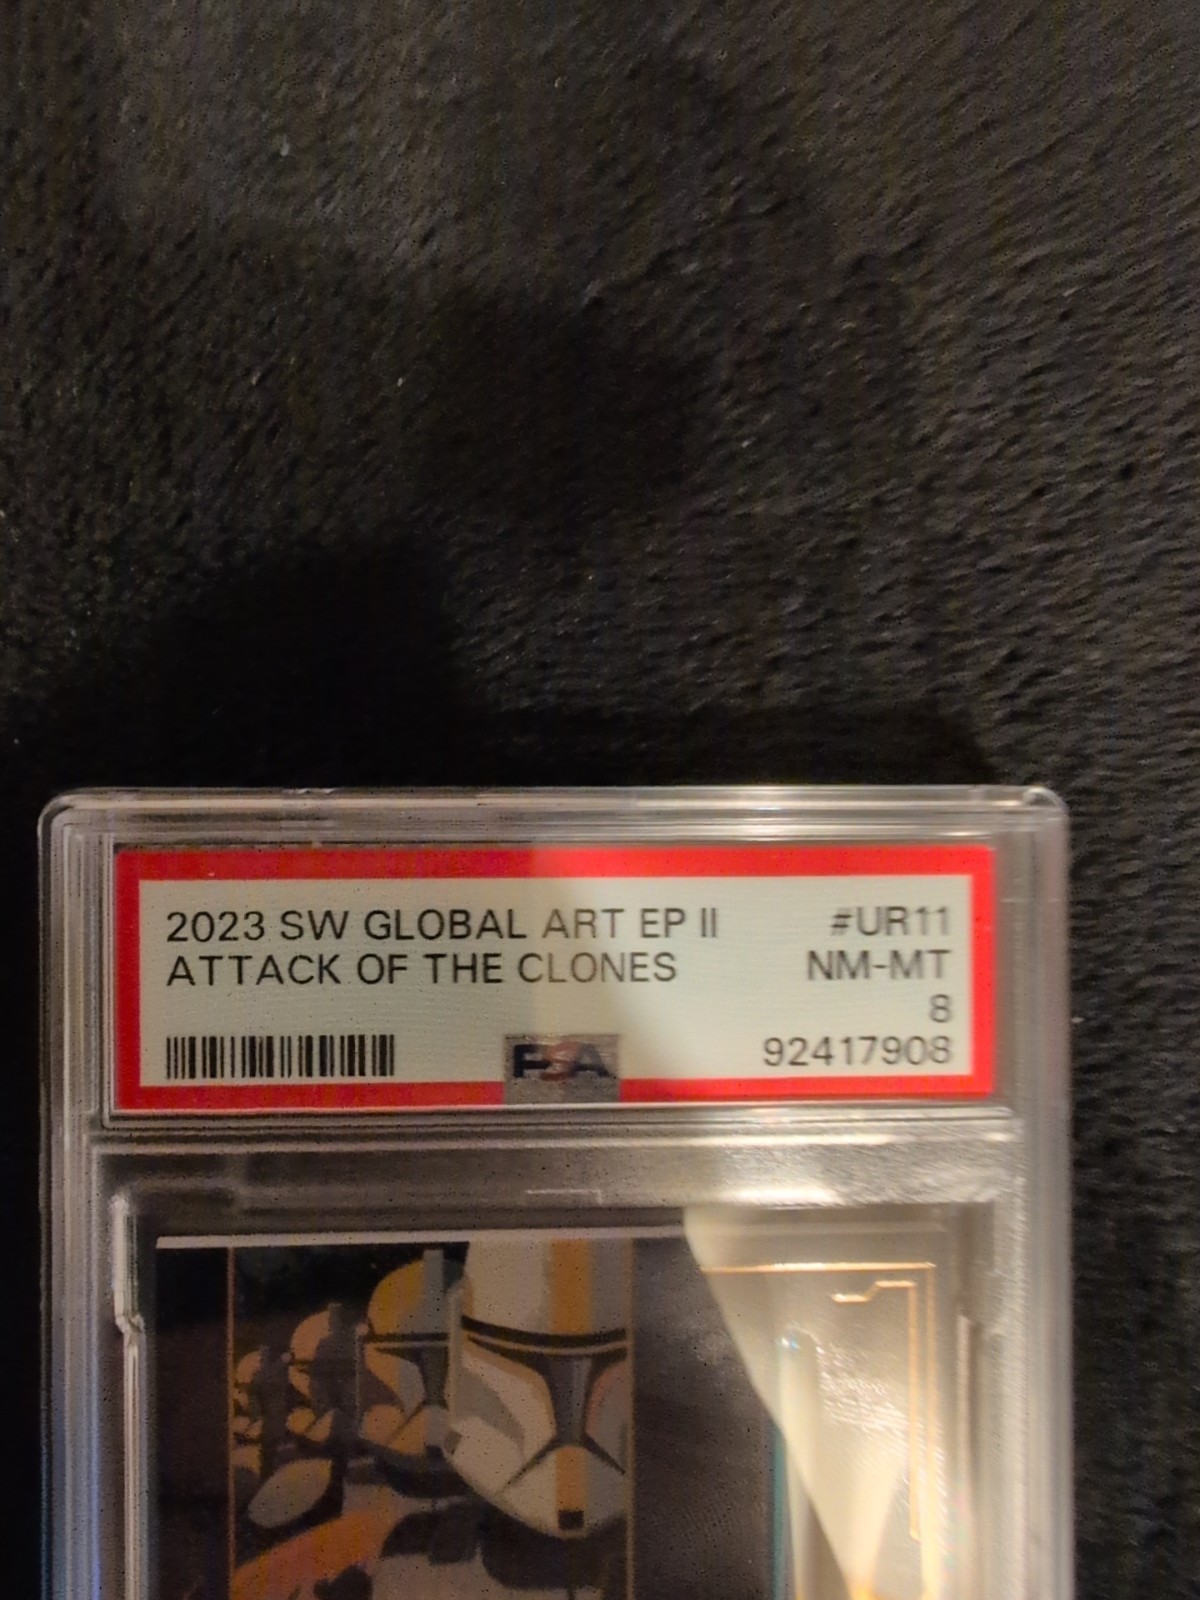 2023 SW GLOBAL ART EP II #UR11
ATTACK OF THE CLONES NM-MT
8
PSA 92417908